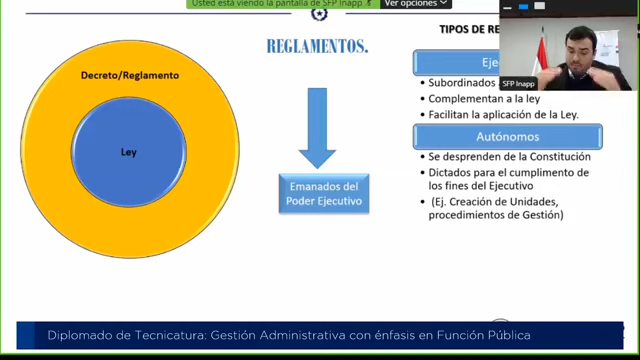 Usted está viendo la pantalla de SFP Inapp
Ver opciones
REGLAMENTOS.
TIPOS DE RE
SFP Inapp
Decreto/Reglamento
Ley
Emanados del
Poder Ejecutivo
Eje
• Subordinados
• Complementan a la ley
• Facilitan la aplicación de la Ley.
Autónomos
• Se desprenden de la Constitución
• Dictados para el cumplimento de
los fines del Ejecutivo
• (Ej. Creación de Unidades,
procedimientos de Gestión)
Diplomado de Tecnicatura: Gestión Administrativa con énfasis en Función Pública